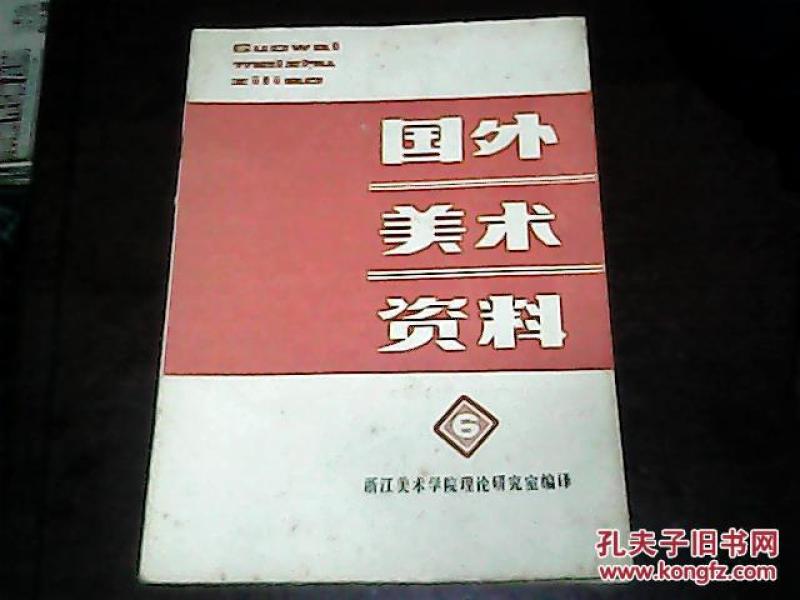 Guowai
meishu
ziliao
国外
美术
资料
6
浙江美术学院理论研究室编译
孔夫子旧书网
www.kongfz.com